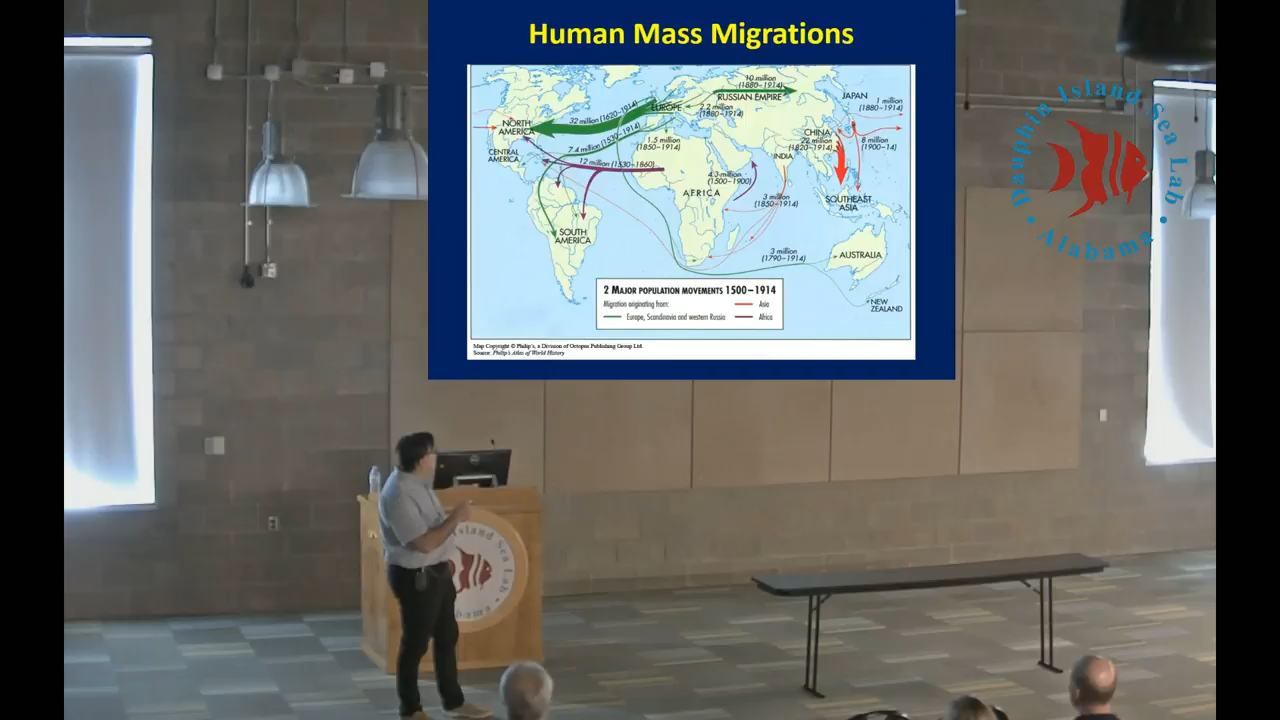 Human Mass Migrations
10 million
(1880-1914)
RUSSIAN EMPIRE
JAPAN
1 million
(1880-1914)
EUROPE
2.2 million
(1880-1914)
32 million (1620-1914)
NORTH
AMERICA
7.4 million (1530-1914)
1.5 million
(1850-1914)
CHINA
22 million
(1820-1914)
8 million
(1900-14)
CENTRAL
AMERICA
12 million (1530-1860)
INDIA
4.3 million
(1500-1900)
AFRICA
3 million
(1850-1914)
SOUTHEAST
ASIA
SOUTH
AMERICA
3 million
(1790-1914)
AUSTRALIA
NEW
ZEALAND
2 MAJOR POPULATION MOVEMENTS 1500–1914
Migration originating from:
Asia
Europe, Scandinavia and western Russia
Africa
Map Copyright © Philip's, a Division of Octopus Publishing Group Ltd.
Source: Philip's Atlas of World History
Dauphin Island Sea Lab
• Alabama •
Island Sea Lab